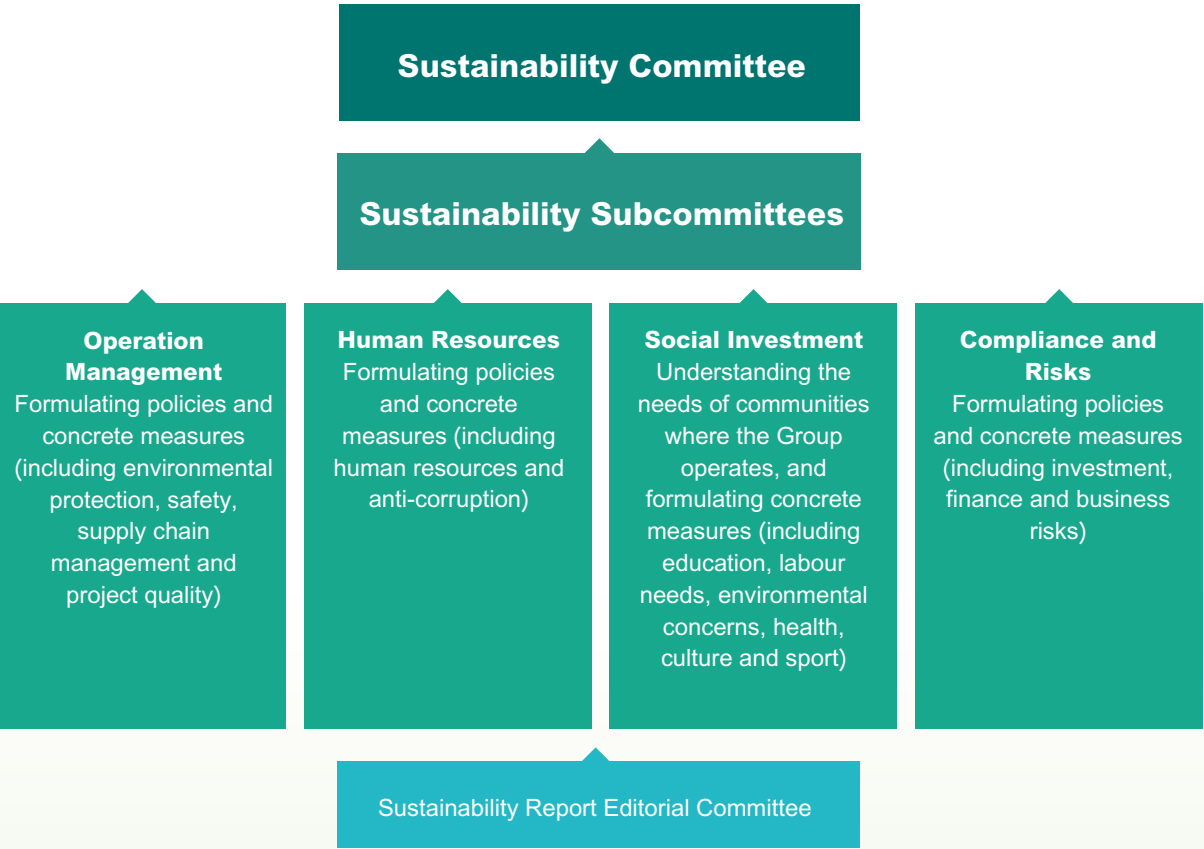 Sustainability Committee
Sustainability Subcommittees
Operation
Management
Formulating policies and
concrete measures
(including environmental
protection, safety,
supply chain
management and
project quality)
Human Resources
Formulating policies
and concrete
measures (including
human resources and
anti-corruption)
Social Investment
Understanding the
needs of communities
where the Group
operates, and
formulating concrete
measures (including
education, labour
needs, environmental
concerns, health,
culture and sport)
Compliance and
Risks
Formulating policies
and concrete measures
(including investment,
finance and business
risks)
Sustainability Report Editorial Committee